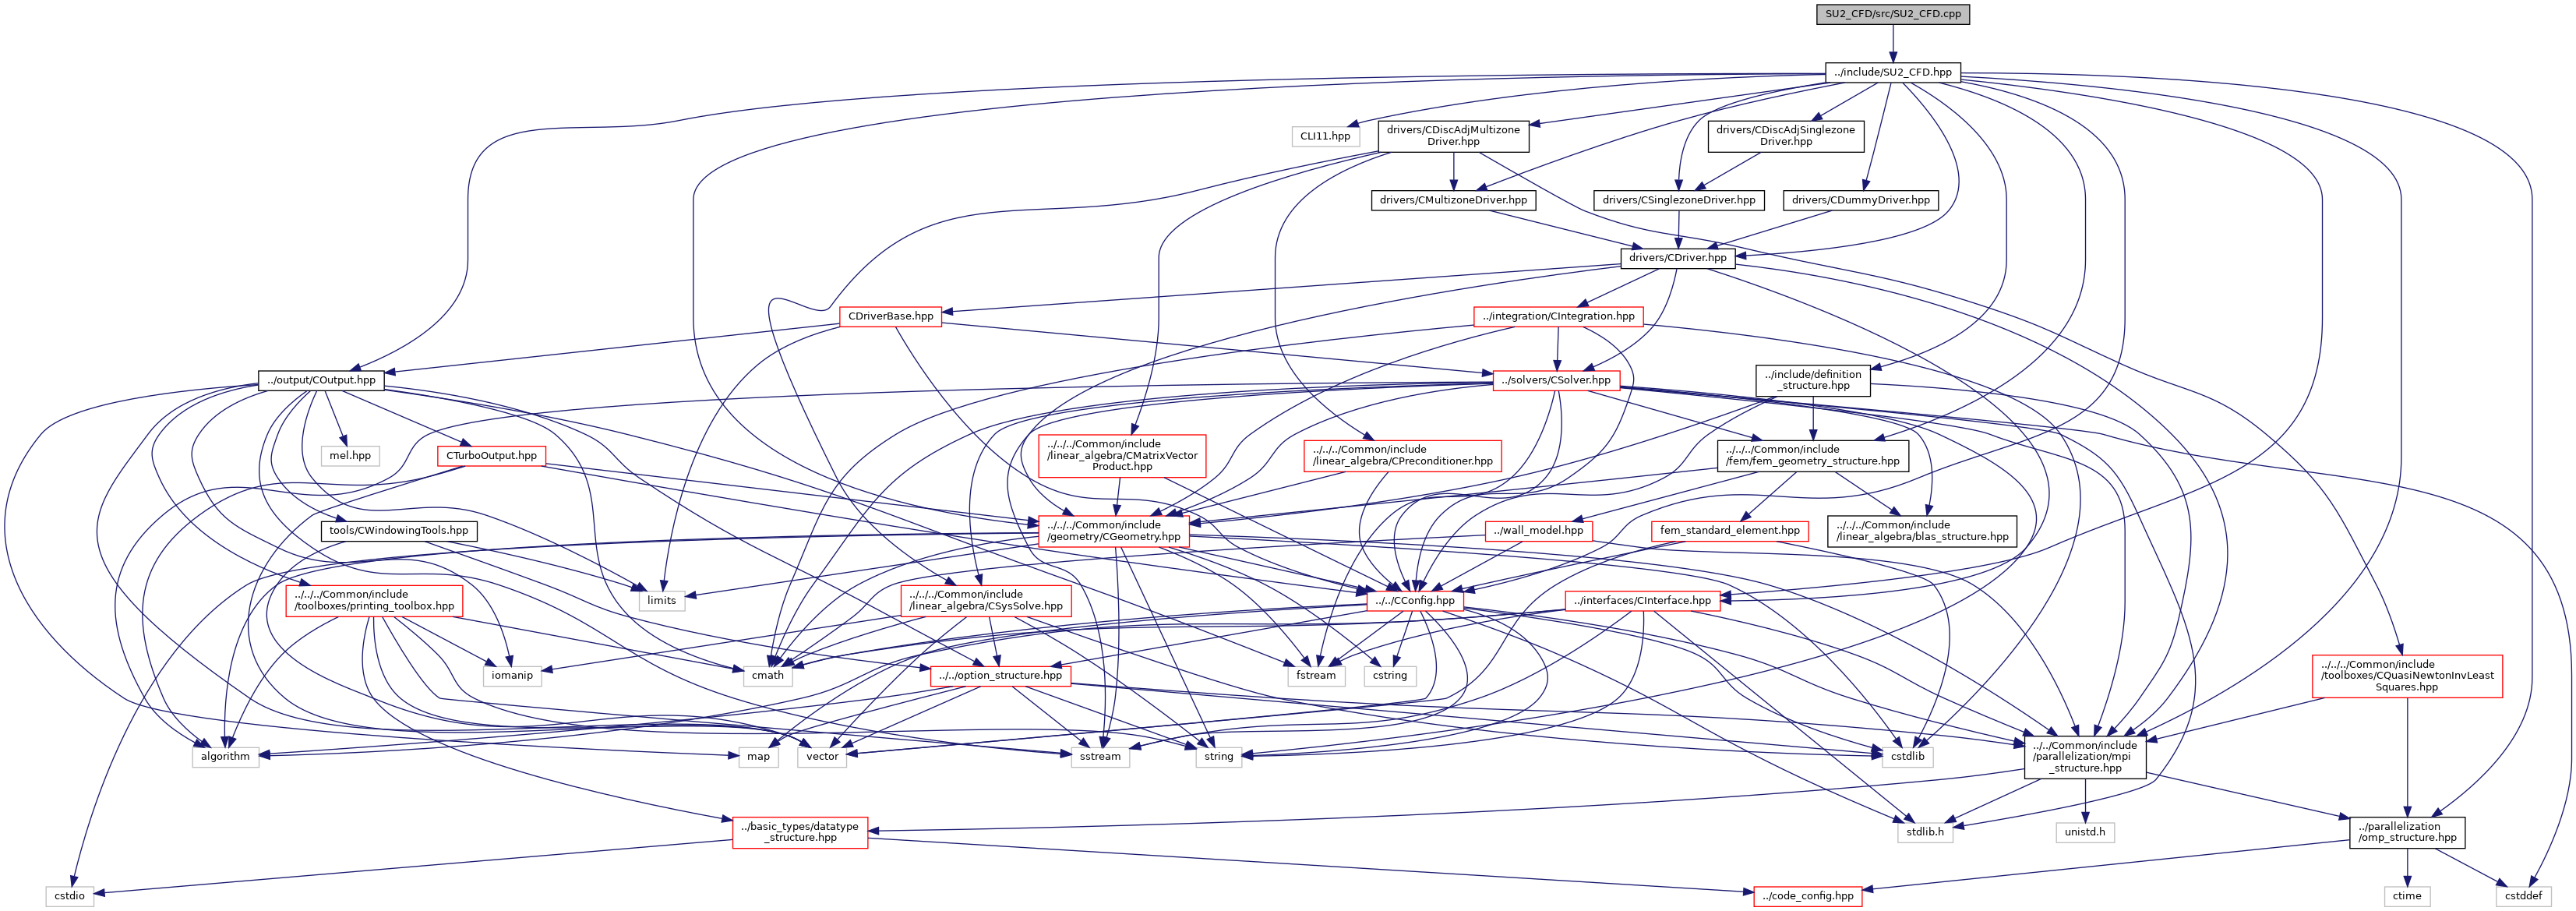 SU2_CFD/src/SU2_CFD.cpp
../include/SU2_CFD.hpp
CLI11.hpp
drivers/CDiscAdjMultizone
Driver.hpp
drivers/CDiscAdjSinglezone
Driver.hpp
drivers/CMultizoneDriver.hpp
drivers/CSinglezoneDriver.hpp
drivers/CDummyDriver.hpp
drivers/CDriver.hpp
CDriverBase.hpp
../integration/CIntegration.hpp
../output/COutput.hpp
../solvers/CSolver.hpp
../include/definition
_structure.hpp
mel.hpp
CTurboOutput.hpp
../../../Common/include
/linear_algebra/CMatrixVector
Product.hpp
../../../Common/include
/linear_algebra/CPreconditioner.hpp
../../../Common/include
/fem/fem_geometry_structure.hpp
tools/CWindowingTools.hpp
../../../Common/include
/geometry/CGeometry.hpp
../wall_model.hpp
fem_standard_element.hpp
../../../Common/include
/linear_algebra/blas_structure.hpp
../../../Common/include
/toolboxes/printing_toolbox.hpp
limits
../../../Common/include
/linear_algebra/CSysSolve.hpp
../../CConfig.hpp
../interfaces/CInterface.hpp
iomanip
cmath
../../option_structure.hpp
fstream
cstring
../../../Common/include
/toolboxes/CQuasiNewtonInvLeast
Squares.hpp
algorithm
map
vector
sstream
string
cstdlib
../../Common/include
/parallelization/mpi
_structure.hpp
../basic_types/datatype
_structure.hpp
stdlib.h
unistd.h
../parallelization
/omp_structure.hpp
cstdio
../code_config.hpp
ctime
cstddef